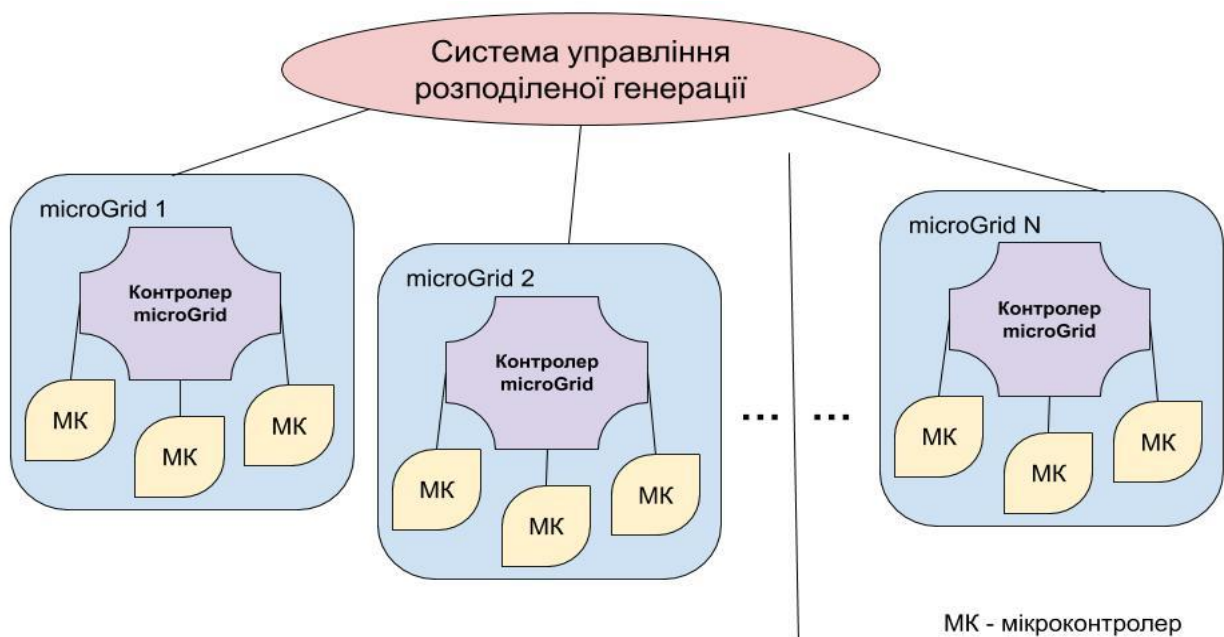 Система управління
розподіленої генерації
microGrid 1
Контролер
microGrid
МК
МК
МК
microGrid 2
Контролер
microGrid
МК
МК
МК
... ...
microGrid N
Контролер
microGrid
МК
МК
МК
МК - мікроконтролер